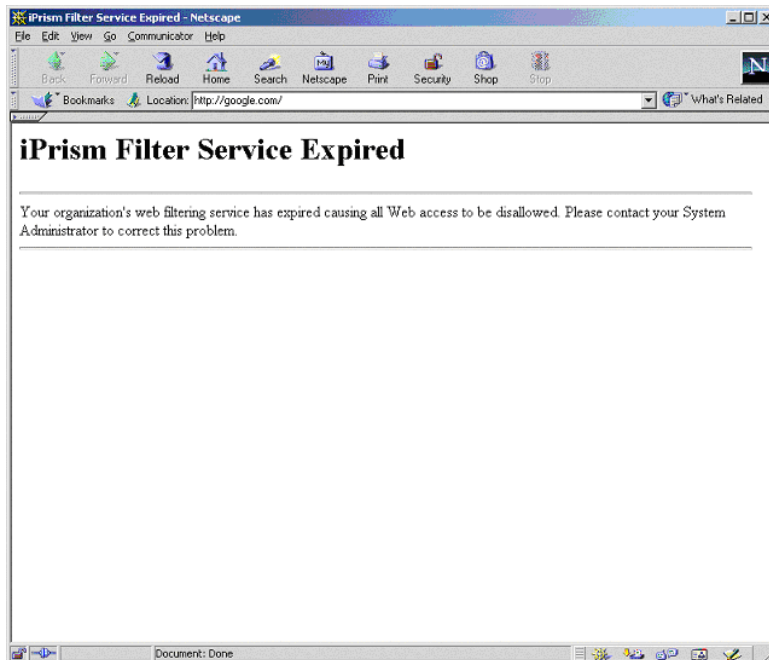 iPrism Filter Service Expired - Netscape
File Edit View Go Communicator Help
My
N
Back Forward Reload Home Search Netscape Print Security Shop Stop
Bookmarks Location: http://google.com/ What's Related
iPrism Filter Service Expired
Your organization's web filtering service has expired causing all Web access to be disallowed. Please contact your System
Administrator to correct this problem.
Document: Done